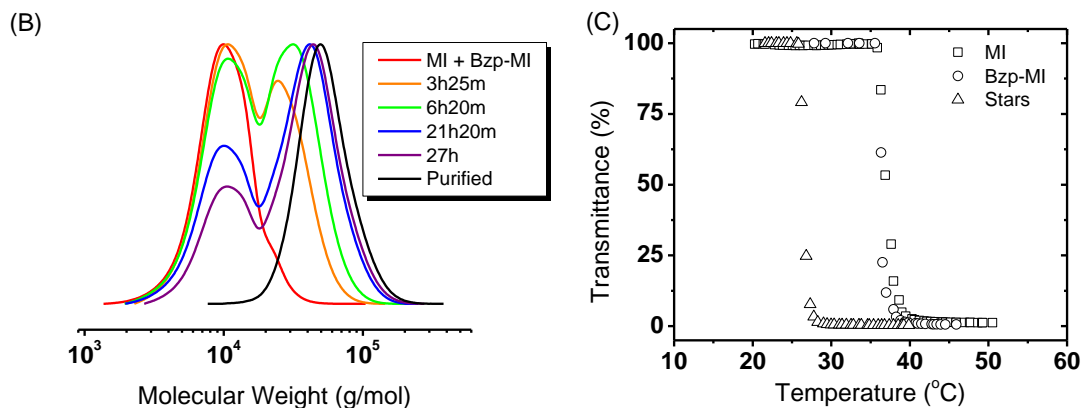 (B)
MI + Bzp-MI
3h25m
6h20m
21h20m
27h
Purified
10³ 10⁴ 10⁵
Molecular Weight (g/mol)
(C)
Transmittance (%)
100
75
50
25
0
MI
Bzp-MI
Stars
10 20 30 40 50 60
Temperature (°C)